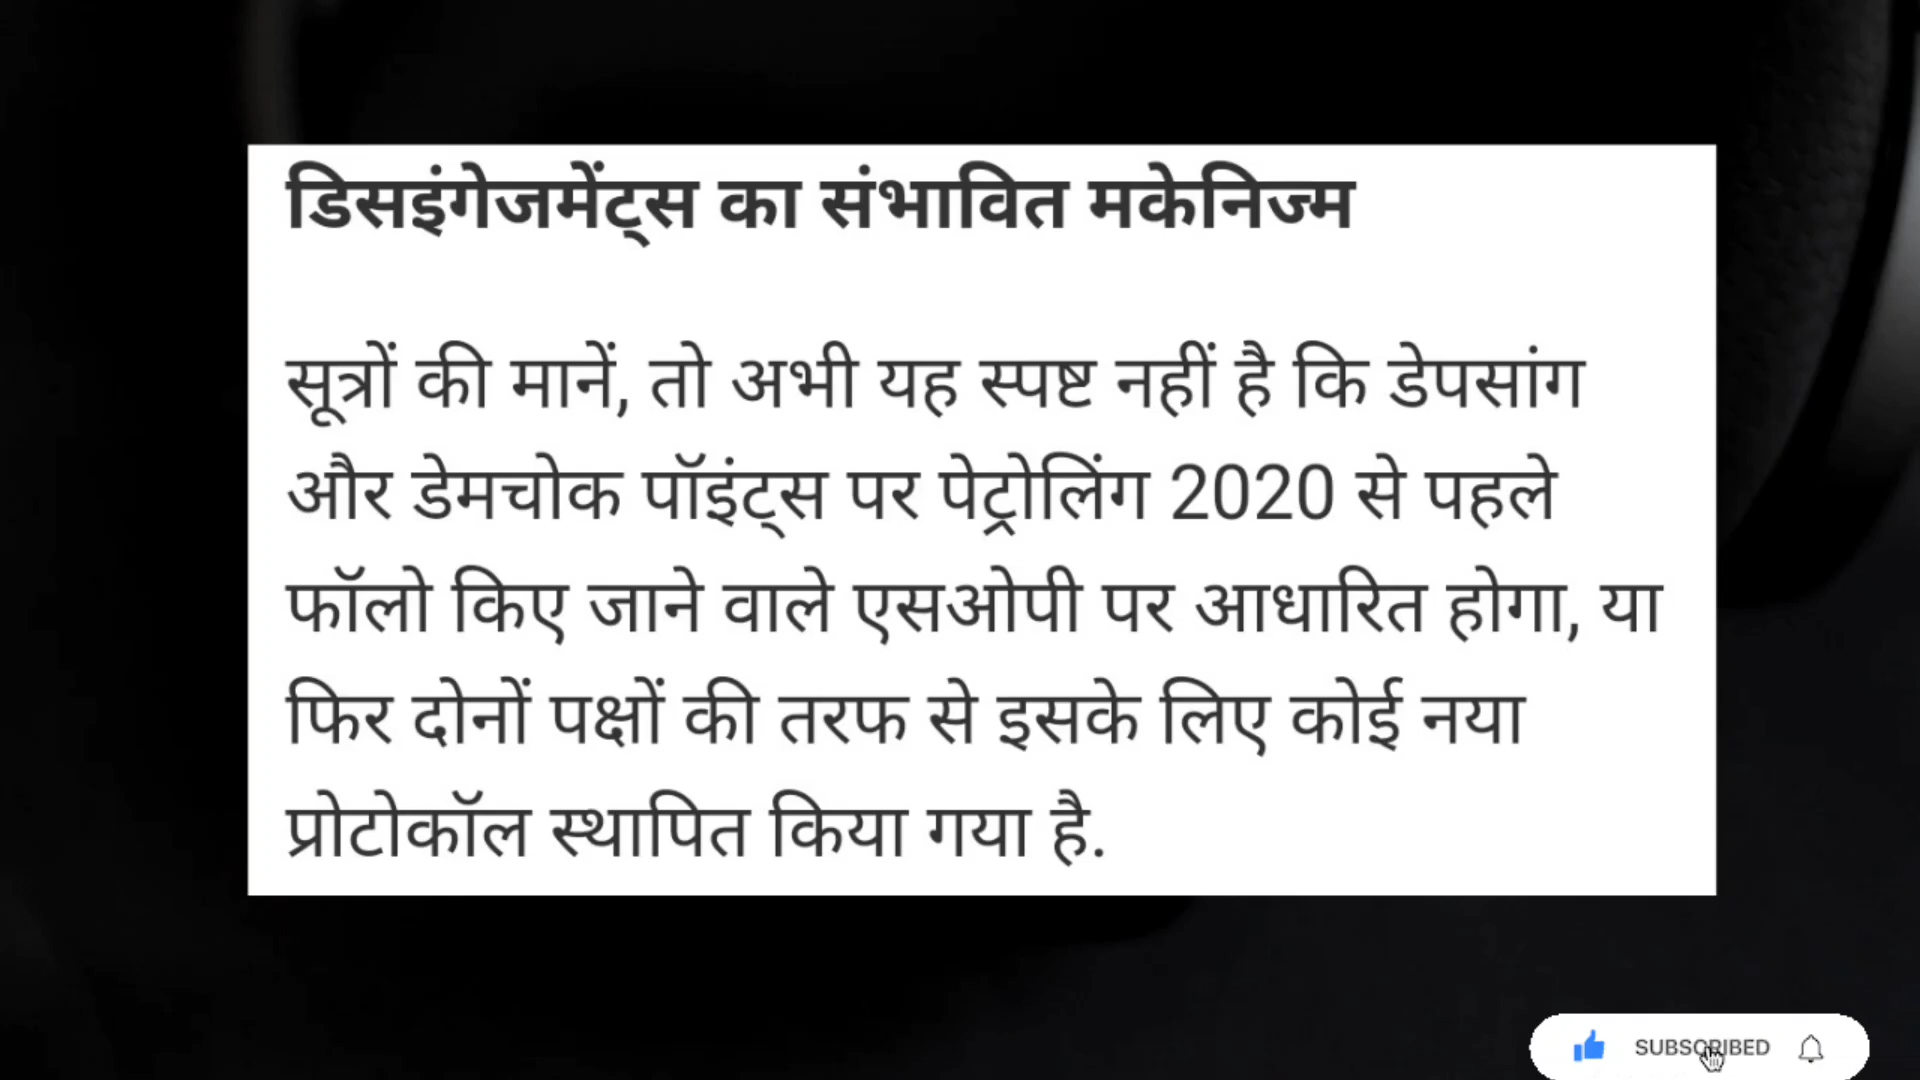 डिसइंगेजमेंट्स का संभावित मकेनिज्म
सूत्रों की मानें, तो अभी यह स्पष्ट नहीं है कि डेपसांग
और डेमचोक पॉइंट्स पर पेट्रोलिंग 2020 से पहले
फॉलो किए जाने वाले एसओपी पर आधारित होगा, या
फिर दोनों पक्षों की तरफ से इसके लिए कोई नया
प्रोटोकॉल स्थापित किया गया है.
SUBSCRIBED